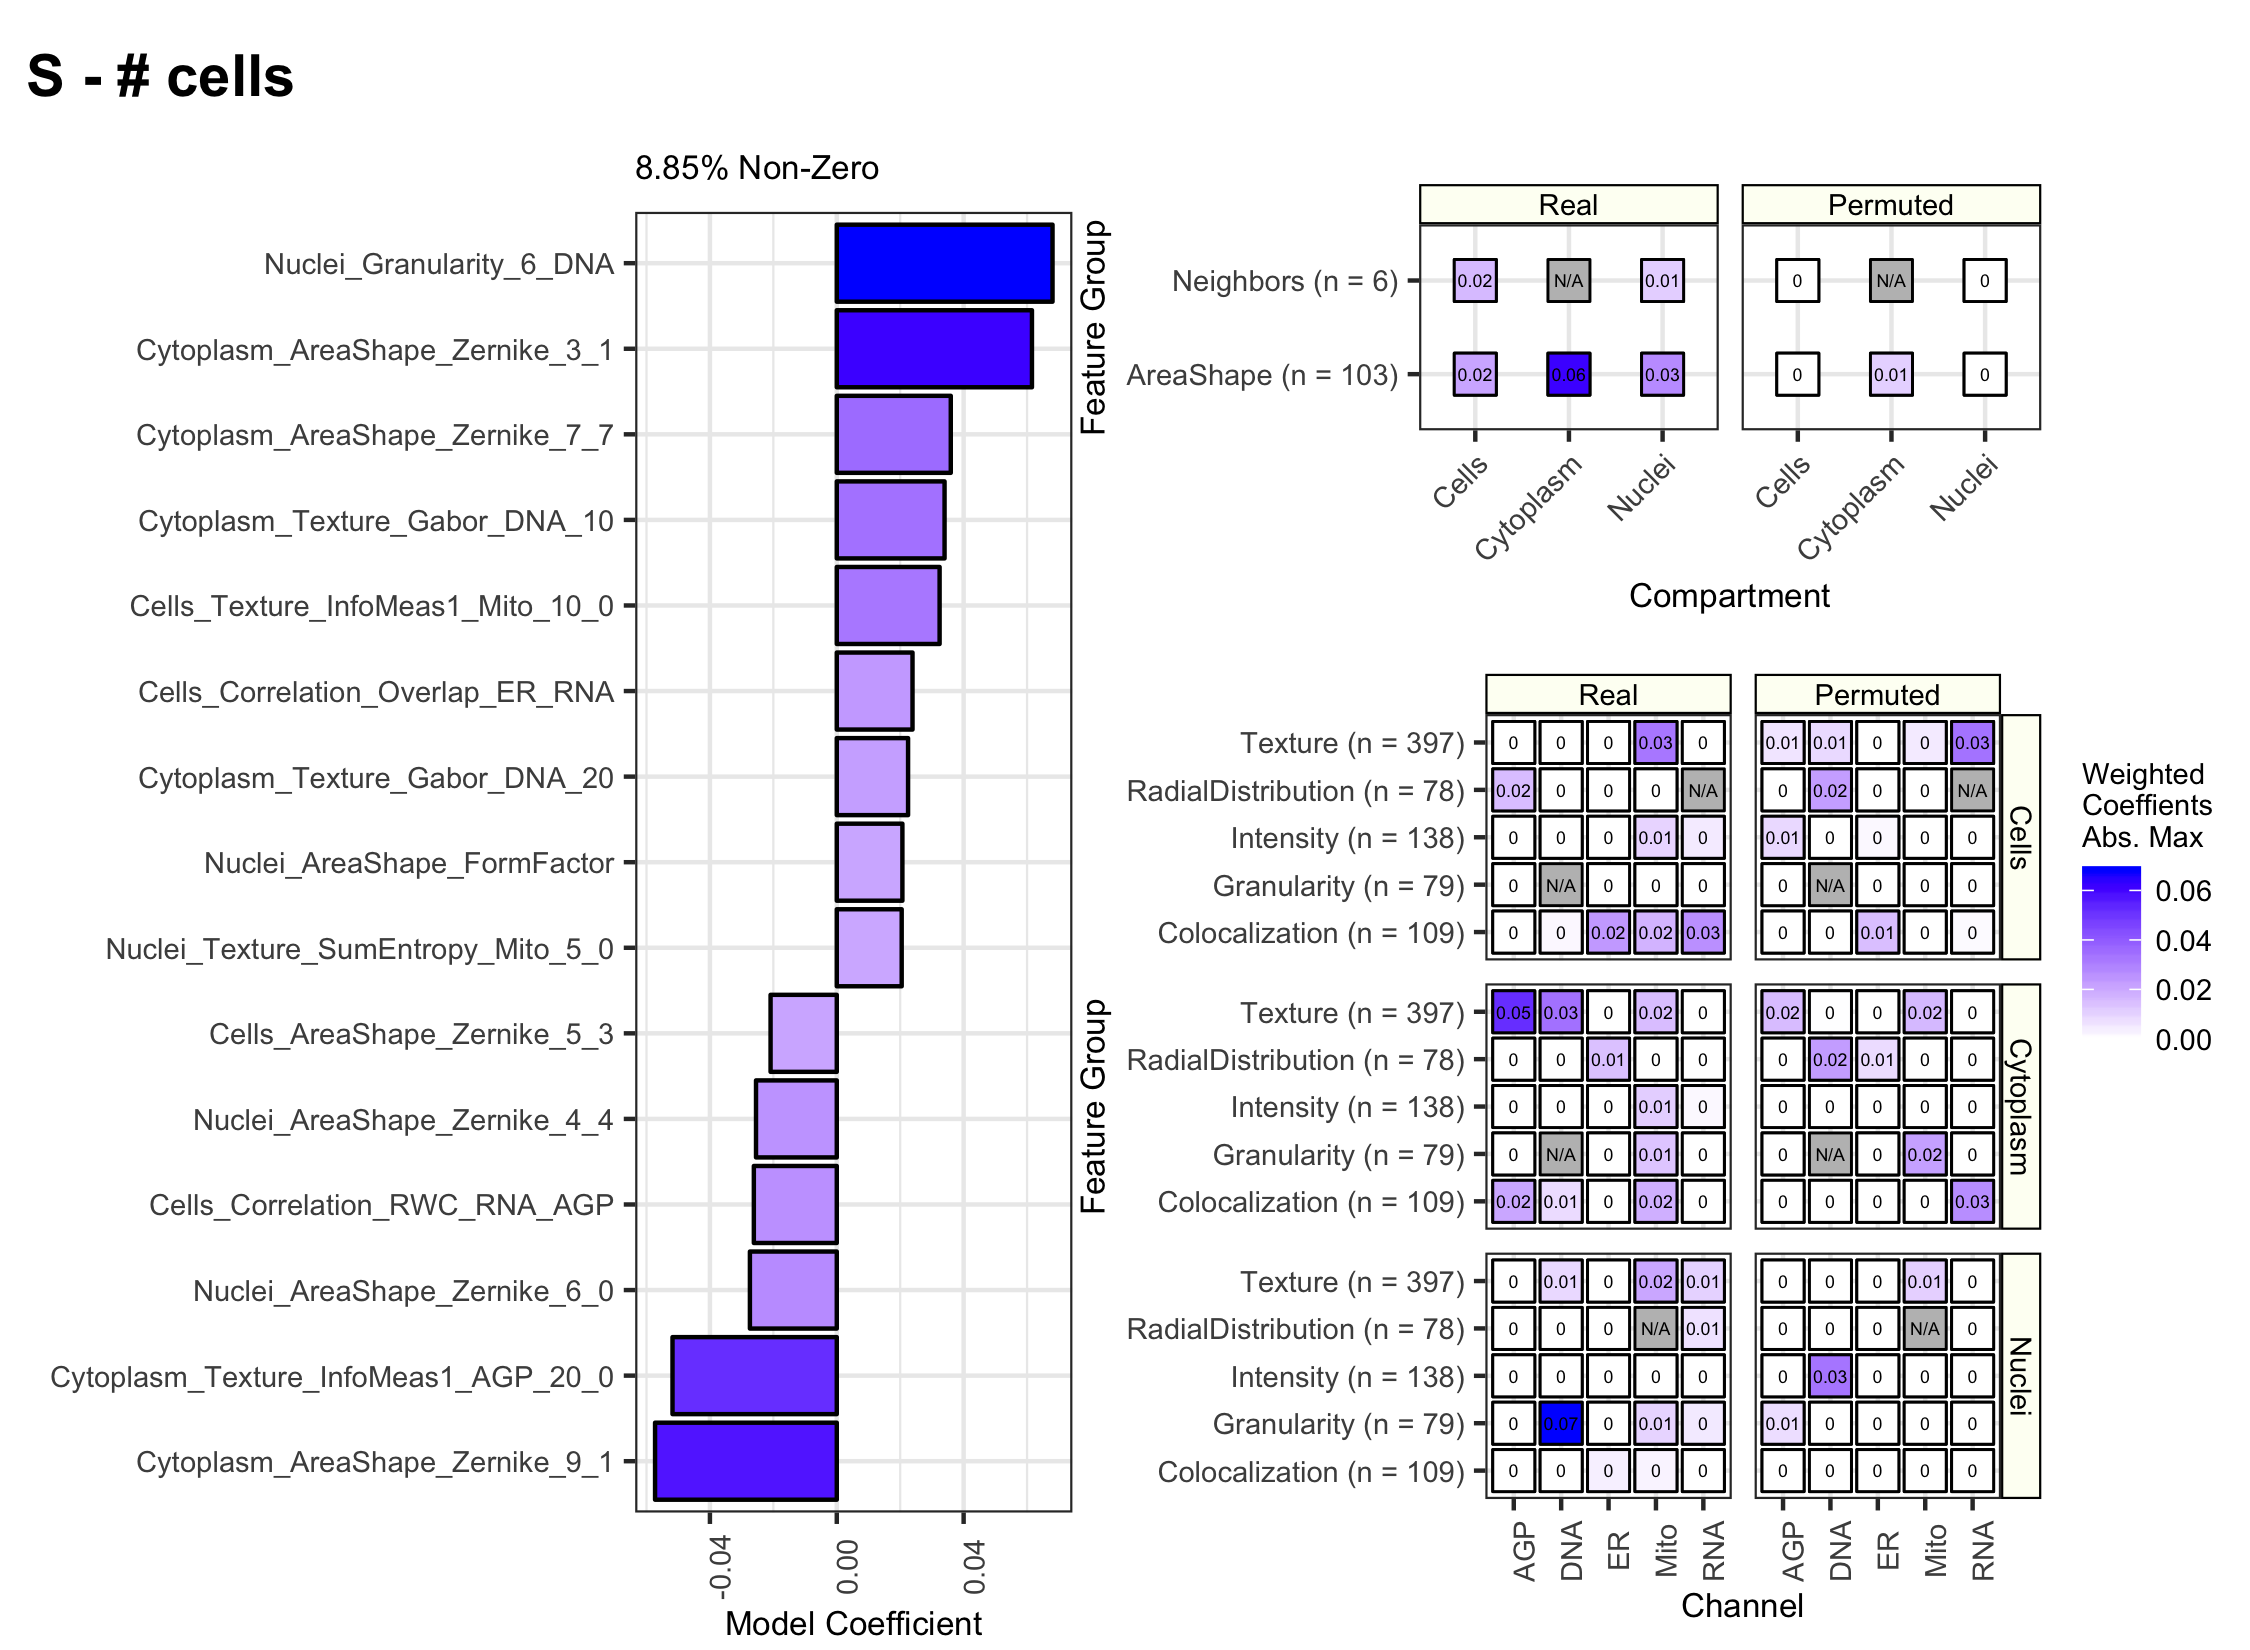 S - # cells
8.85% Non-Zero
Nuclei_Granularity_6_DNA
Cytoplasm_AreaShape_Zernike_3_1
Cytoplasm_AreaShape_Zernike_7_7
Cytoplasm_Texture_Gabor_DNA_10
Cells_Texture_InfoMeas1_Mito_10_0
Cells_Correlation_Overlap_ER_RNA
Cytoplasm_Texture_Gabor_DNA_20
Nuclei_AreaShape_FormFactor
Nuclei_Texture_SumEntropy_Mito_5_0
Cells_AreaShape_Zernike_5_3
Nuclei_AreaShape_Zernike_4_4
Cells_Correlation_RWC_RNA_AGP
Nuclei_AreaShape_Zernike_6_0
Cytoplasm_Texture_InfoMeas1_AGP_20_0
Cytoplasm_AreaShape_Zernike_9_1
-0.04 0.00 0.04
Model Coefficient
Feature Group
Real Permuted
Neighbors (n = 6) 0.02 N/A 0.01 0 N/A 0
AreaShape (n = 103) 0.02 0.06 0.03 0 0.01 0
Cells Cytoplasm Nuclei Cells Cytoplasm Nuclei
Compartment
Feature Group
Real Permuted
Texture (n = 397) 0 0 0 0.03 0 0.01 0.01 0 0 0.03
RadialDistribution (n = 78) 0.02 0 0 0 N/A 0 0.02 0 0 N/A
Intensity (n = 138) 0 0 0 0.01 0 0.01 0 0 0 0
Granularity (n = 79) 0 N/A 0 0 0 0 N/A 0 0 0
Colocalization (n = 109) 0 0 0.02 0.02 0.03 0 0 0.01 0 0
Cells
Texture (n = 397) 0.05 0.03 0 0.02 0 0.02 0 0 0.02 0
RadialDistribution (n = 78) 0 0 0.01 0 0 0 0.02 0.01 0 0
Intensity (n = 138) 0 0 0 0.01 0 0 0 0 0 0
Granularity (n = 79) 0 N/A 0 0.01 0 0 N/A 0 0.02 0
Colocalization (n = 109) 0.02 0.01 0 0.02 0 0 0 0 0 0.03
Cytoplasm
Texture (n = 397) 0 0.01 0 0.02 0.01 0 0 0 0.01 0
RadialDistribution (n = 78) 0 0 0 N/A 0.01 0 0 0 N/A 0
Intensity (n = 138) 0 0 0 0 0 0 0.03 0 0 0
Granularity (n = 79) 0 0.07 0 0.01 0 0.01 0 0 0 0
Colocalization (n = 109) 0 0 0 0 0 0 0 0 0 0
Nuclei
AGP DNA ER Mito RNA AGP DNA ER Mito RNA
Channel
Weighted
Coeffients
Abs. Max
0.06
0.04
0.02
0.00